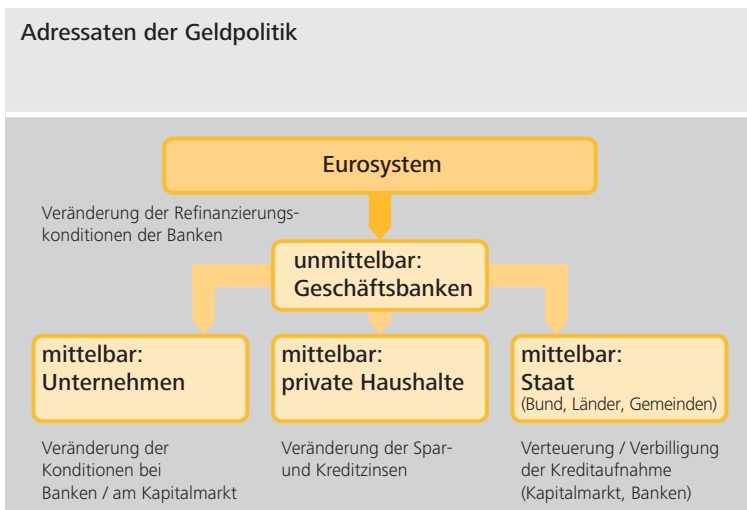 Adressaten der Geldpolitik
Eurosystem
Veränderung der Refinanzierungs-
konditionen der Banken
unmittelbar:
Geschäftsbanken
mittelbar:
Unternehmen
mittelbar:
private Haushalte
mittelbar:
Staat
(Bund, Länder, Gemeinden)
Veränderung der
Konditionen bei
Banken / am Kapitalmarkt
Veränderung der Spar-
und Kreditzinsen
Verteuerung / Verbilligung
der Kreditaufnahme
(Kapitalmarkt, Banken)